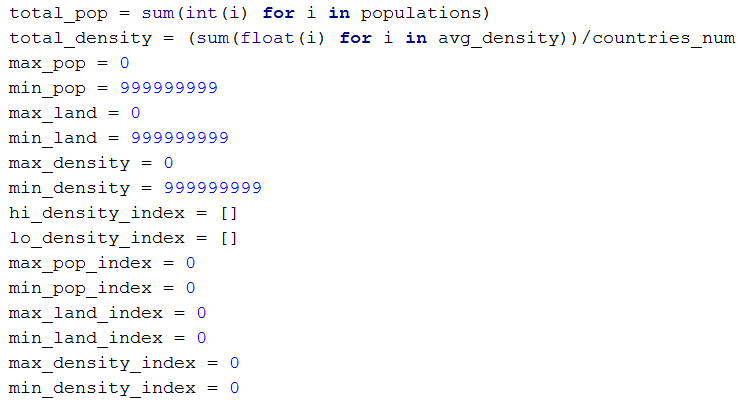 total_pop = sum(int(i) for i in populations)
total_density = (sum(float(i) for i in avg_density))/countries_num
max_pop = 0
min_pop = 999999999
max_land = 0
min_land = 999999999
max_density = 0
min_density = 999999999
hi_density_index = []
lo_density_index = []
max_pop_index = 0
min_pop_index = 0
max_land_index = 0
min_land_index = 0
max_density_index = 0
min_density_index = 0